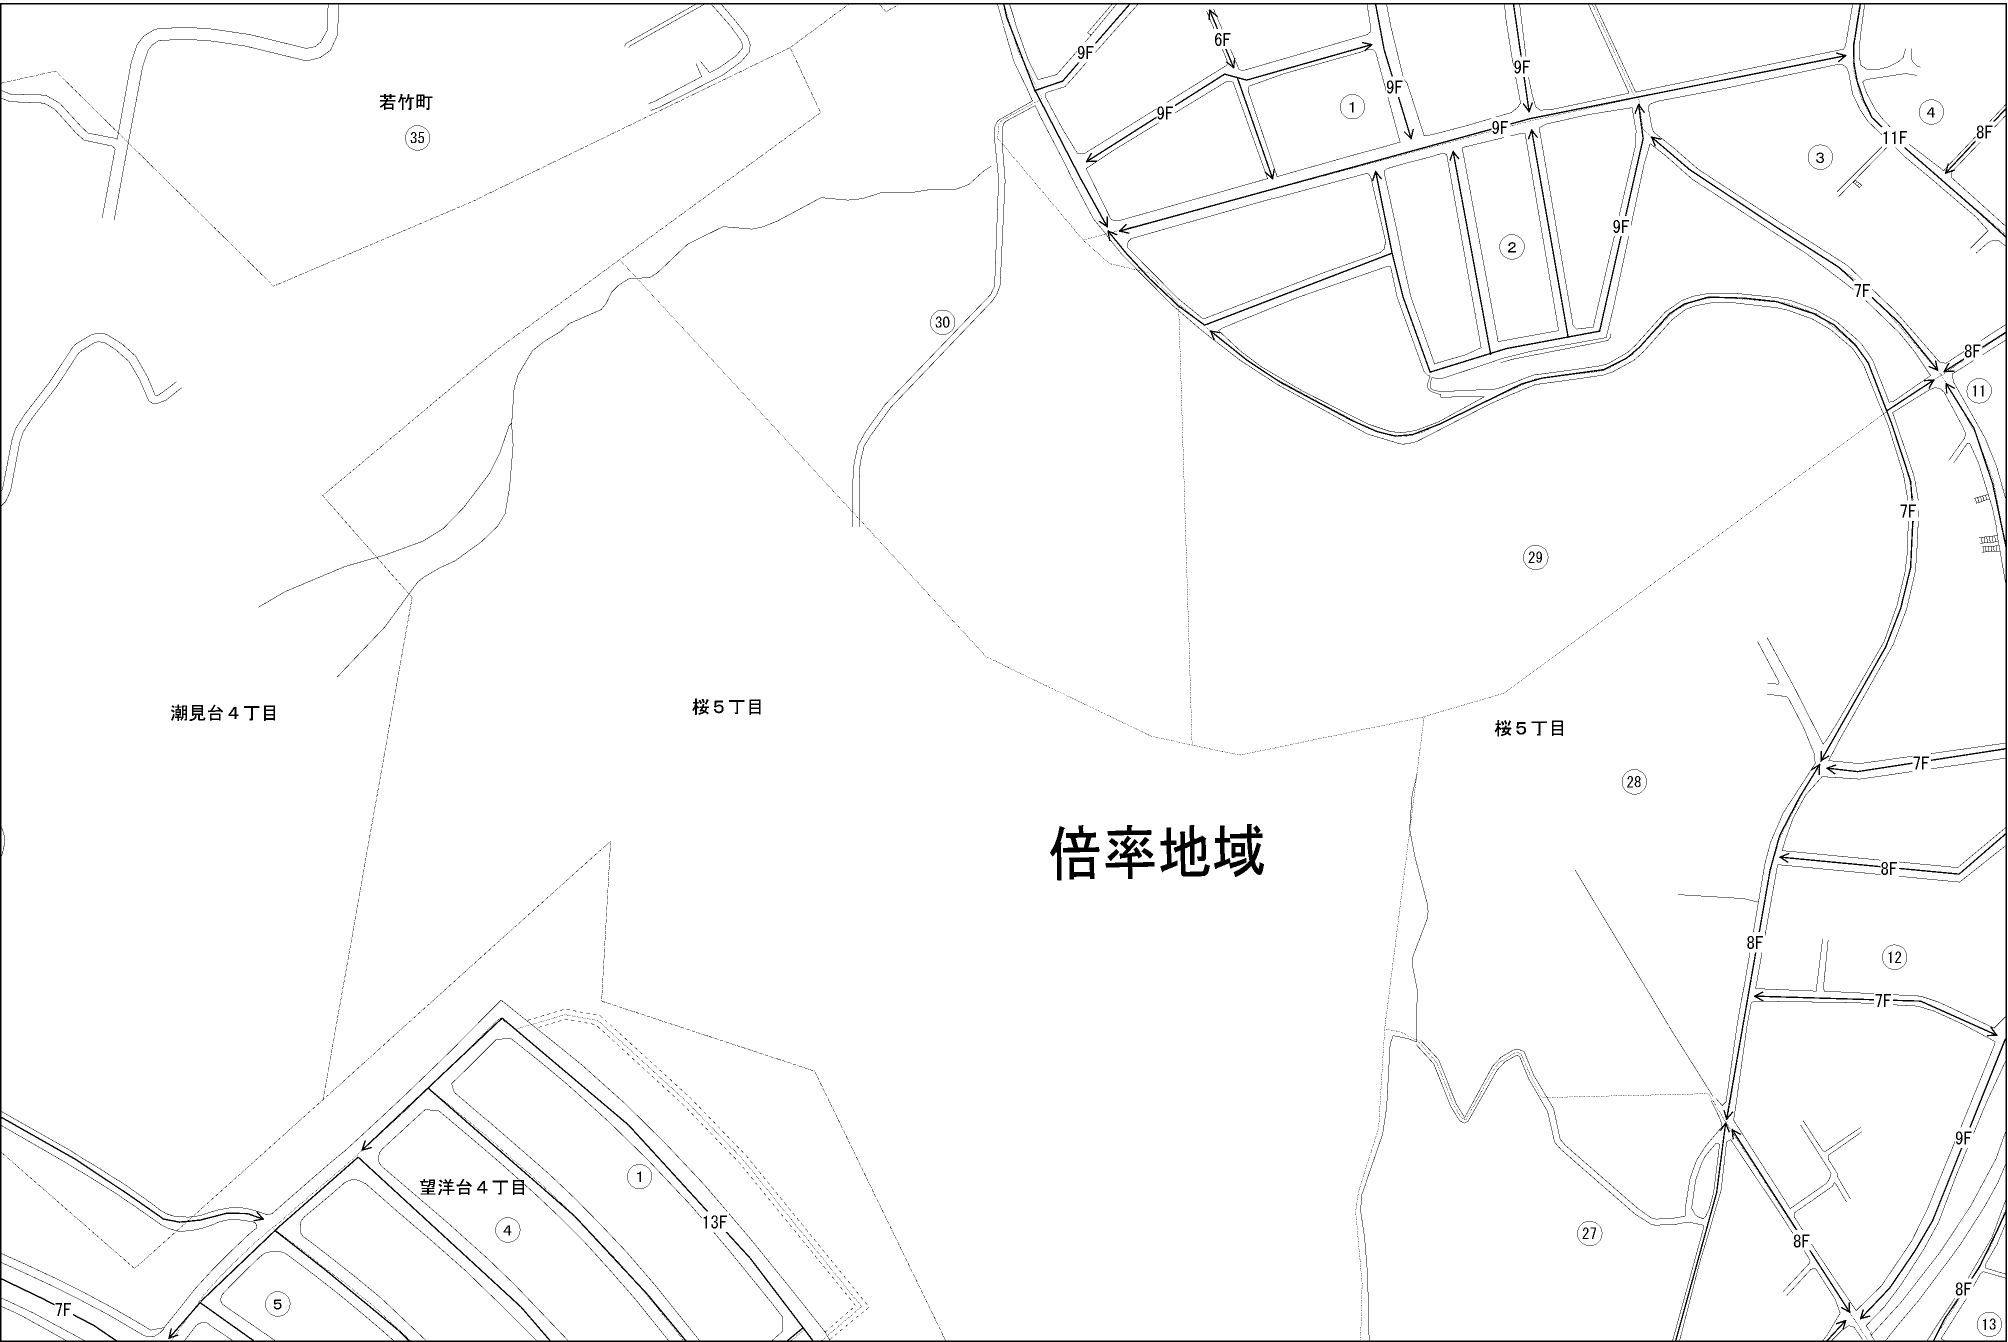 6F
9F
9F
9F
9F
①
④
若竹町
㉟
9F
9F
11F
8F
③
9F
②
7F
㉚
8F
⑪
7F
㉙
潮見台４丁目
桜５丁目
桜５丁目
7F
㉘
倍率地域
8F
8F
⑫
7F
9F
①
望洋台４丁目
④
13F
㉗
8F
⑤
7F
8F
⑬